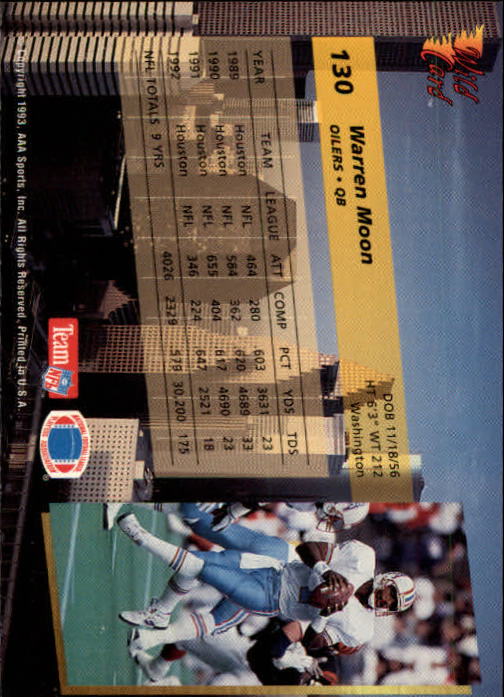 Wild
Card
130 Warren Moon
OILERS • QB
DOB 11/18/56
HT 6'3" WT 212
Washington
YEAR TEAM LEAGUE ATT COMP PCT YDS TDS
1989 Houston NFL 464 280 603 3631 23
1990 Houston NFL 584 362 620 4689 33
1991 Houston NFL 655 404 617 4690 23
1992 Houston NFL 346 224 647 2521 18
NFL TOTALS 9 YRS 4026 2329 579 30,200 175
Team NFL
© Copyright 1993, AAA Sports, Inc. All Rights Reserved, Printed in U.S.A.